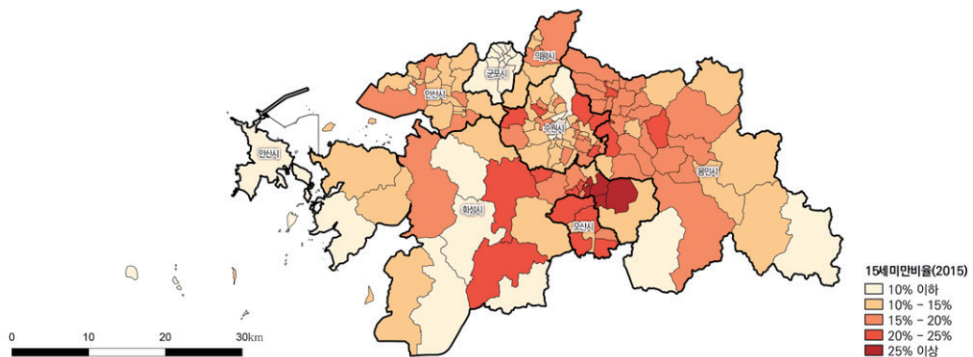 의왕시
군포시
안산시
수원시
안산시
용인시
화성시
오산시
15세미만비율(2015)
10% 이하
10% - 15%
15% - 20%
20% - 25%
25% 이상
0 10 20 30km